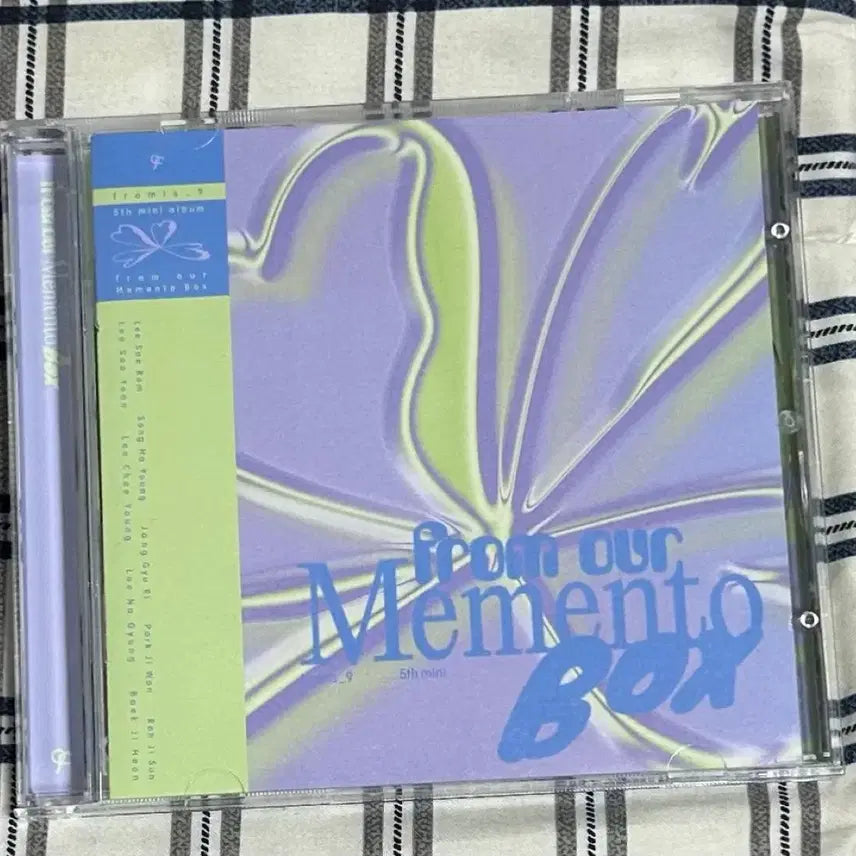 from our Memento Box
fromis_9
5th mini album
from our
Memento Box
Lee Sae Rom Song Ha Young Jang Gyu Ri Park Ji Won Roh Ji Sun
Lee Seo Yeon Lee Chae Young Lee Na Gyung Baek Ji Heon
from our
Memento
Box
_9 5th mini